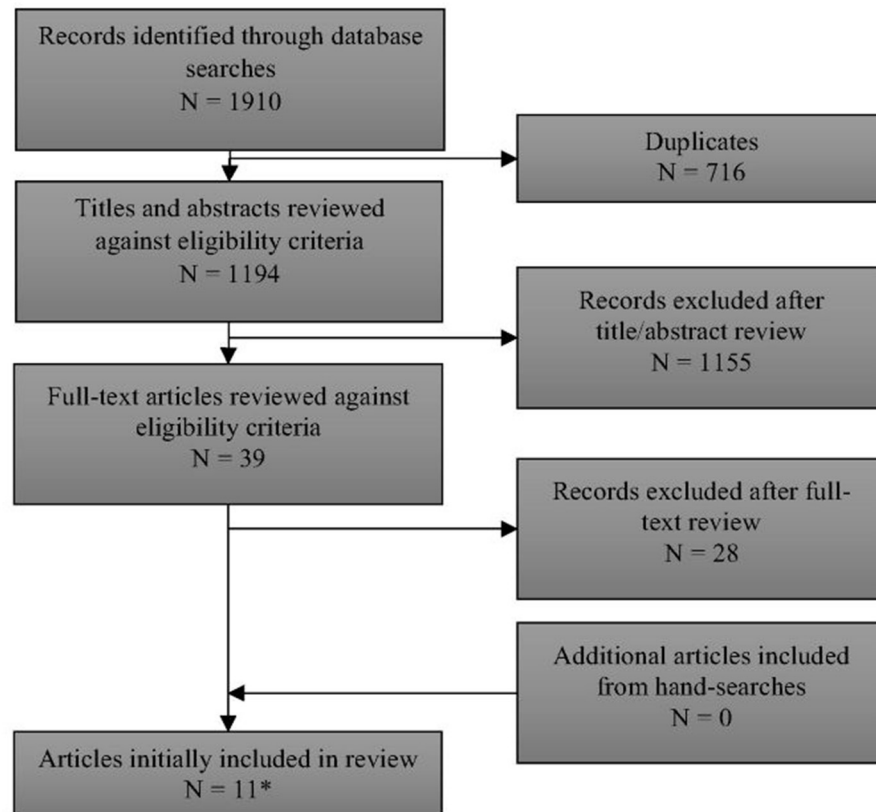 Records identified through database
searches
N = 1910
Duplicates
N = 716
Titles and abstracts reviewed
against eligibility criteria
N = 1194
Records excluded after
title/abstract review
N = 1155
Full-text articles reviewed against
eligibility criteria
N = 39
Records excluded after full-
text review
N = 28
Additional articles included
from hand-searches
N = 0
Articles initially included in review
N = 11*